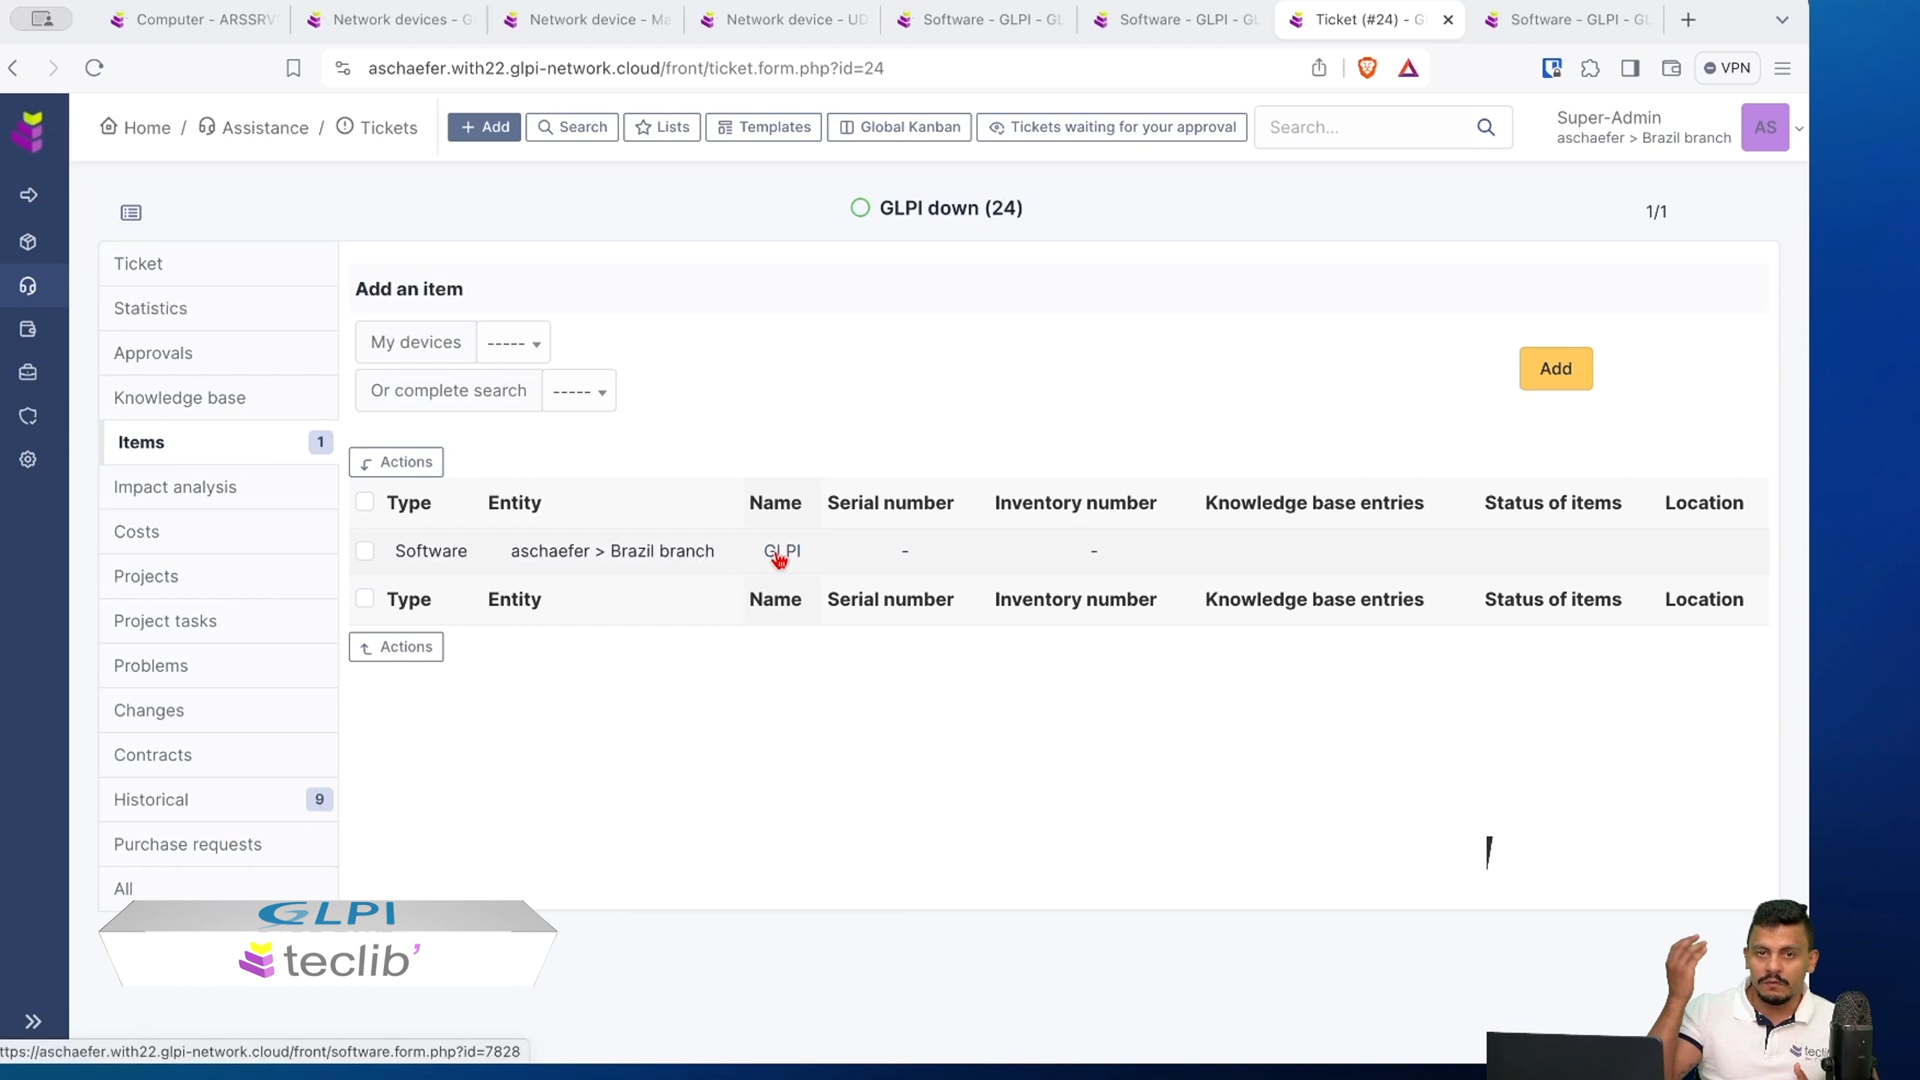 Computer - ARSSRV
Network devices - G
Network device - Ma
Network device - UD
Software - GLPI - GL
Software - GLPI - GL
Ticket (#24) - G
Software - GLPI - GL
aschaefer.with22.glpi-network.cloud/front/ticket.form.php?id=24
VPN
Home / Assistance / Tickets
+ Add
Search
Lists
Templates
Global Kanban
Tickets waiting for your approval
Search...
Super-Admin
aschaefer > Brazil branch
AS
GLPI down (24)
1/1
Ticket
Statistics
Approvals
Knowledge base
Items 1
Impact analysis
Costs
Projects
Project tasks
Problems
Changes
Contracts
Historical 9
Purchase requests
All
Add an item
My devices -----
Or complete search -----
Add
Actions
Type Entity Name Serial number Inventory number Knowledge base entries Status of items Location
Software aschaefer > Brazil branch GLPI - -
Type Entity Name Serial number Inventory number Knowledge base entries Status of items Location
Actions
GLPI
teclib'
ttps://aschaefer.with22.glpi-network.cloud/front/software.form.php?id=7828
tecli